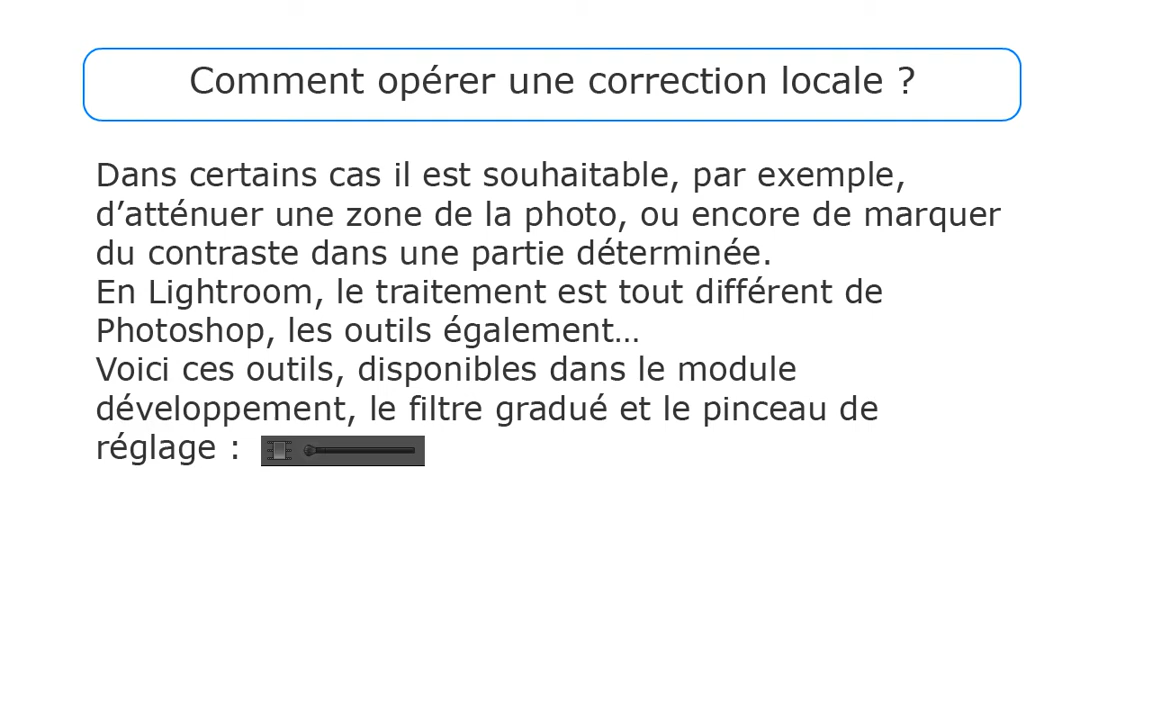 Comment opérer une correction locale ?
Dans certains cas il est souhaitable, par exemple,
d’atténuer une zone de la photo, ou encore de marquer
du contraste dans une partie déterminée.
En Lightroom, le traitement est tout différent de
Photoshop, les outils également…
Voici ces outils, disponibles dans le module
développement, le filtre gradué et le pinceau de
réglage :